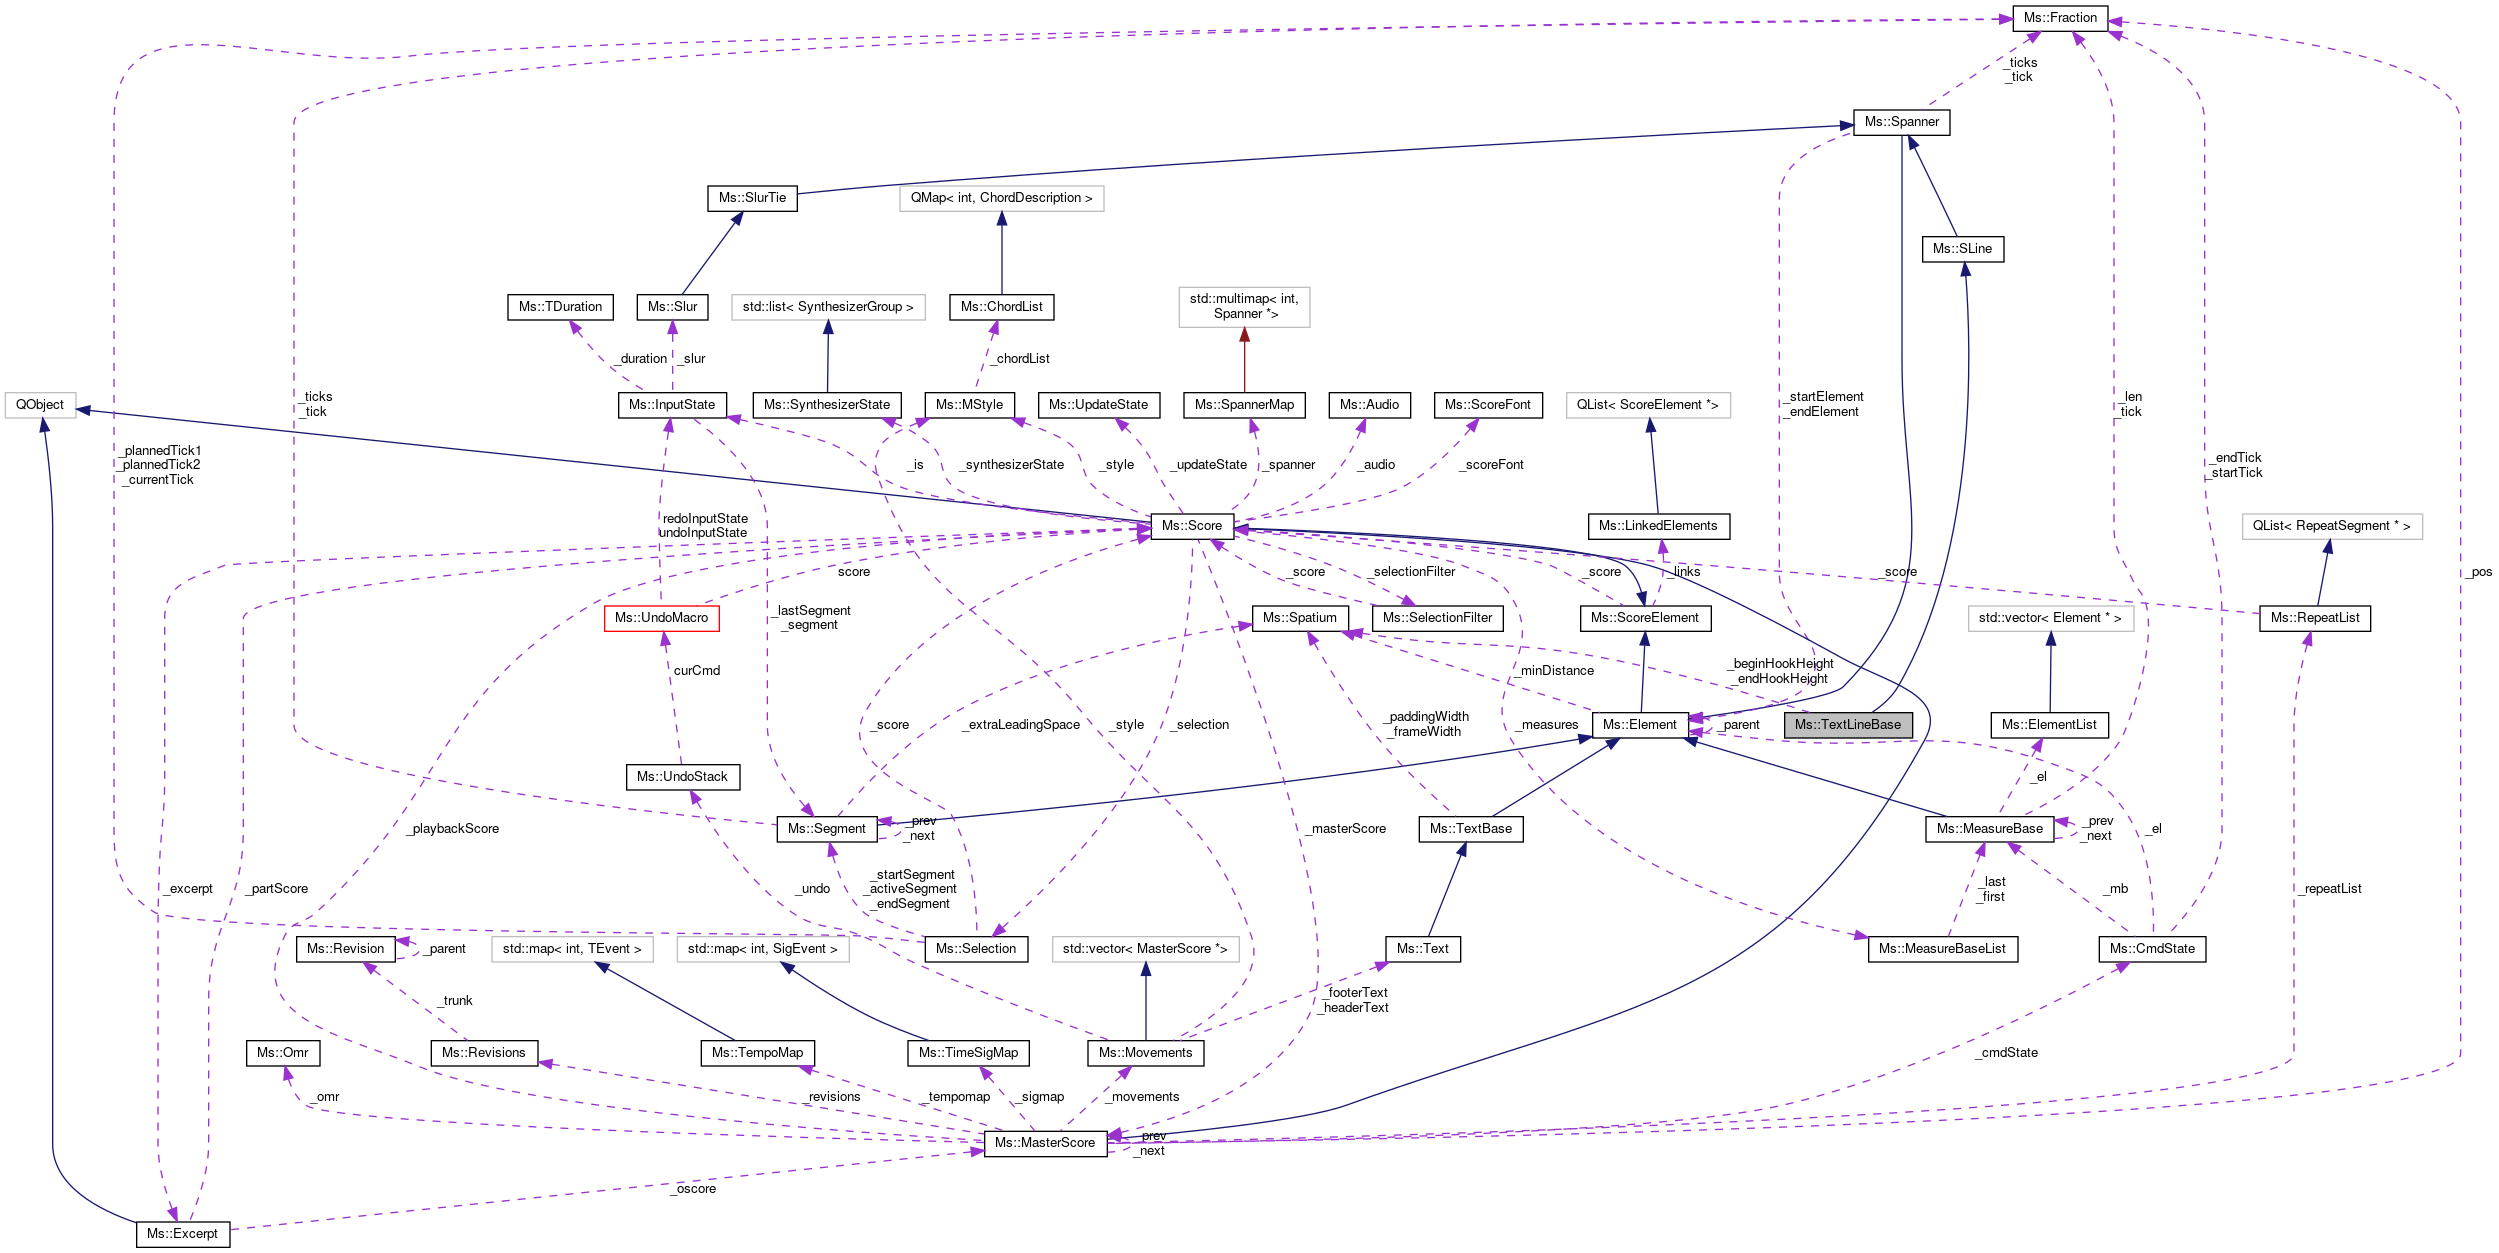 Ms::Fraction
_ticks
_tick
Ms::Spanner
Ms::SlurTie
QMap< int, ChordDescription >
Ms::SLine
Ms::TDuration
Ms::Slur
std::list< SynthesizerGroup >
Ms::ChordList
std::multimap< int,
Spanner *>
_duration
_slur
_chordList
QObject
Ms::InputState
Ms::SynthesizerState
Ms::MStyle
Ms::UpdateState
Ms::SpannerMap
Ms::Audio
Ms::ScoreFont
QList< ScoreElement *>
_ticks
_tick
_startElement
_endElement
_len
_tick
_plannedTick1
_plannedTick2
_currentTick
_is
_synthesizerState
_style
_updateState
_spanner
_audio
_scoreFont
_endTick
_startTick
redoInputState
undoInputState
Ms::Score
Ms::LinkedElements
QList< RepeatSegment * >
score
_score
_selectionFilter
_score
_links
_score
_pos
Ms::UndoMacro
_lastSegment
_segment
Ms::Spatium
Ms::SelectionFilter
Ms::ScoreElement
std::vector< Element * >
Ms::RepeatList
curCmd
_minDistance
_beginHookHeight
_endHookHeight
_score
_extraLeadingSpace
_style
_selection
_paddingWidth
_frameWidth
_measures
Ms::Element
_parent
Ms::TextLineBase
Ms::ElementList
Ms::UndoStack
_el
_playbackScore
Ms::Segment
_prev
_next
_masterScore
Ms::TextBase
Ms::MeasureBase
_prev
_next
_el
_excerpt
_partScore
_undo
_startSegment
_activeSegment
_endSegment
_last
_first
_mb
_repeatList
Ms::Revision
_parent
std::map< int, TEvent >
std::map< int, SigEvent >
Ms::Selection
std::vector< MasterScore *>
Ms::Text
Ms::MeasureBaseList
Ms::CmdState
_trunk
_footerText
_headerText
Ms::Omr
Ms::Revisions
Ms::TempoMap
Ms::TimeSigMap
Ms::Movements
_cmdState
_omr
_revisions
_tempomap
_sigmap
_movements
Ms::MasterScore
_prev
_next
_oscore
Ms::Excerpt